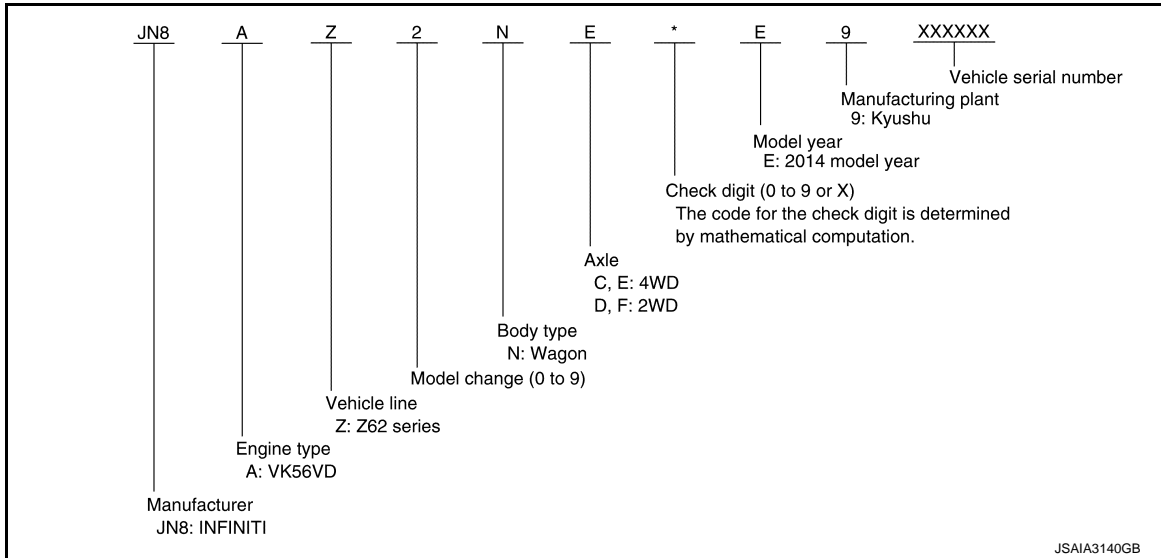 JN8 A Z 2 N E * E 9 XXXXXX
Vehicle serial number
Manufacturing plant
9: Kyushu
Model year
E: 2014 model year
Check digit (0 to 9 or X)
The code for the check digit is determined
by mathematical computation.
Axle
C, E: 4WD
D, F: 2WD
Body type
N: Wagon
Model change (0 to 9)
Vehicle line
Z: Z62 series
Engine type
A: VK56VD
Manufacturer
JN8: INFINITI
JSAIA3140GB